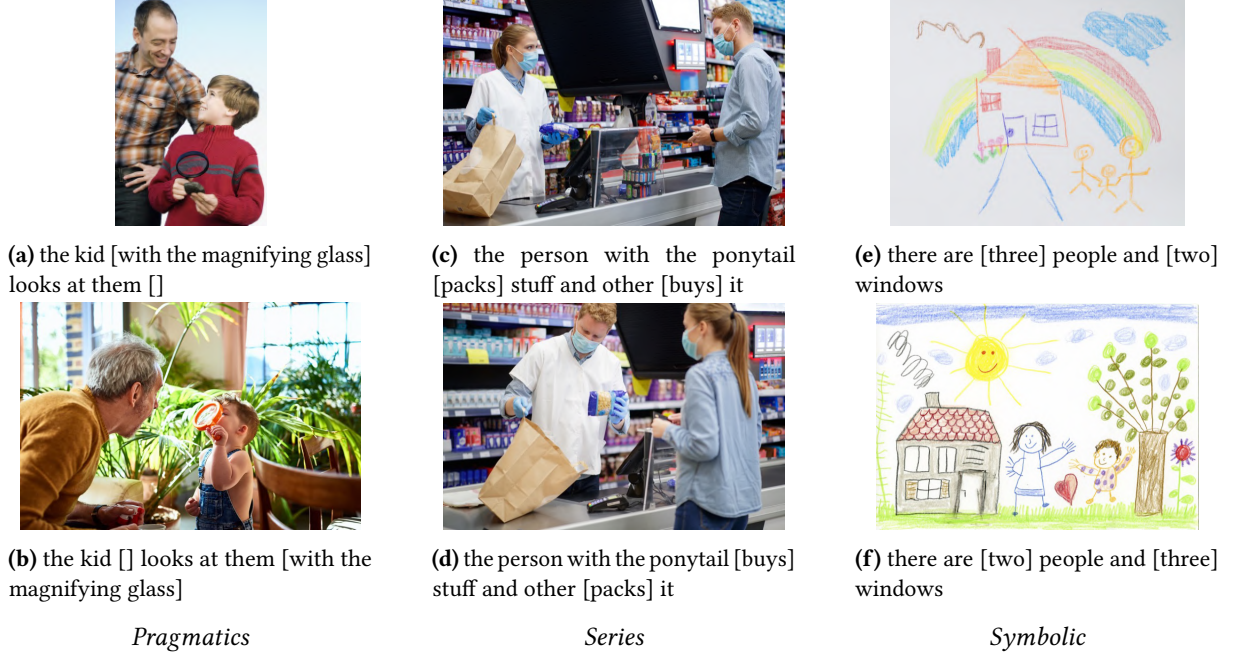 (a) the kid [with the magnifying glass]
looks at them []
(b) the kid [] looks at them [with the
magnifying glass]
Pragmatics
(c) the person with the ponytail
[packs] stuff and other [buys] it
(d) the person with the ponytail [buys]
stuff and other [packs] it
Series
(e) there are [three] people and [two]
windows
(f) there are [two] people and [three]
windows
Symbolic